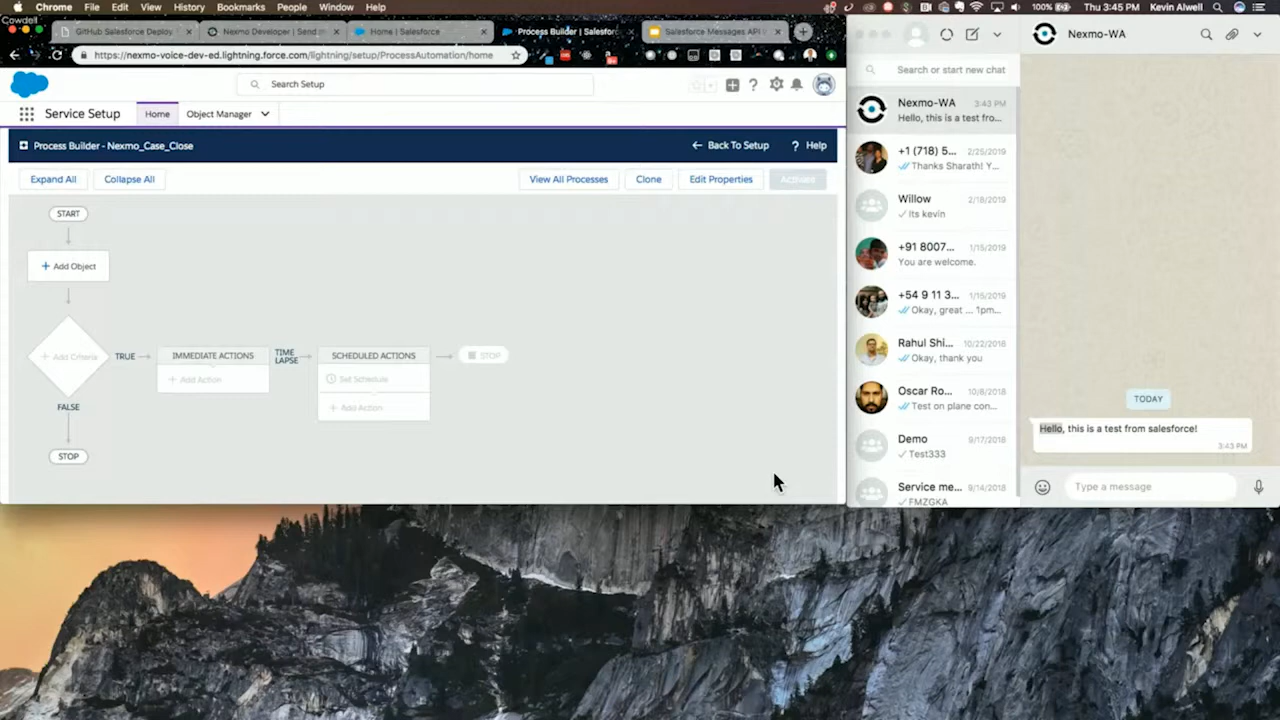 Chrome File Edit View History Bookmarks People Window Help
100% Thu 3:45 PM Kevin Alwell
Cowdell
GitHub Salesforce Deploy
Nexmo Developer | Send
Home | Salesforce
Process Builder | Salesfor
Salesforce Messages API
https://nexmo-voice-dev-ed.lightning.force.com/lightning/setup/ProcessAutomation/home
Search Setup
Service Setup Home Object Manager
Process Builder - Nexmo_Case_Close
Back To Setup ? Help
Expand All Collapse All View All Processes Clone Edit Properties Activate
START
+ Add Object
+ Add Criteria
TRUE
IMMEDIATE ACTIONS
+ Add Action
TIME
LAPSE
SCHEDULED ACTIONS
Set Schedule
+ Add Action
STOP
FALSE
STOP
Search or start new chat
Nexmo-WA 3:43 PM
Hello, this is a test fro...
+1 (718) 5... 2/25/2019
Thanks Sharath! Y...
Willow 2/18/2019
Its kevin
+91 8007... 1/15/2019
You are welcome.
+54 9 11 3... 1/15/2019
Okay, great ... 1pm...
Rahul Shi... 10/22/2018
Okay, thank you
Oscar Ro... 10/8/2018
Test on plane con...
Demo 9/17/2018
Test333
Service me... 9/14/2018
FMZGKA
Nexmo-WA
TODAY
Hello, this is a test from salesforce!
3:43 PM
Type a message